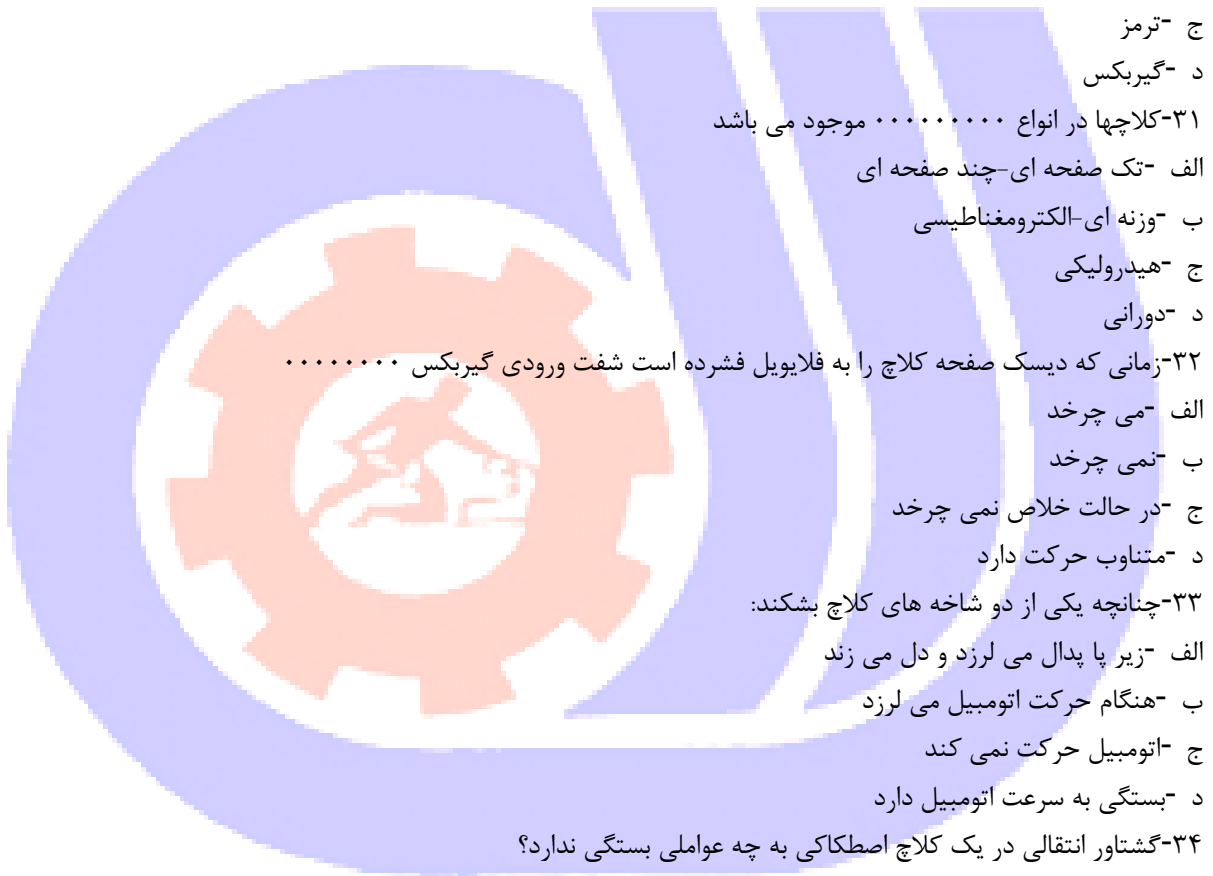 ج -ترمز
د -گیربکس
۳۱-کلاچها در انواع ۰۰۰۰۰۰۰۰۰ موجود می باشد
الف -تک صفحه ای-چند صفحه ای
ب -وزنه ای-الکترومغناطیسی
ج -هیدرولیکی
د -دورانی
۳۲-زمانی که دیسک صفحه کلاچ را به فلایویل فشرده است شفت ورودی گیربکس ۰۰۰۰۰۰۰۰
الف -می چرخد
ب -نمی چرخد
ج -در حالت خلاص نمی چرخد
د -متناوب حرکت دارد
۳۳-چنانچه یکی از دو شاخه های کلاچ بشکند:
الف -زیر پا پدال می لرزد و دل می زند
ب -هنگام حرکت اتومبیل می لرزد
ج -اتومبیل حرکت نمی کند
د -بستگی به سرعت اتومبیل دارد
۳۴-گشتاور انتقالی در یک کلاچ اصطکاکی به چه عواملی بستگی ندارد؟